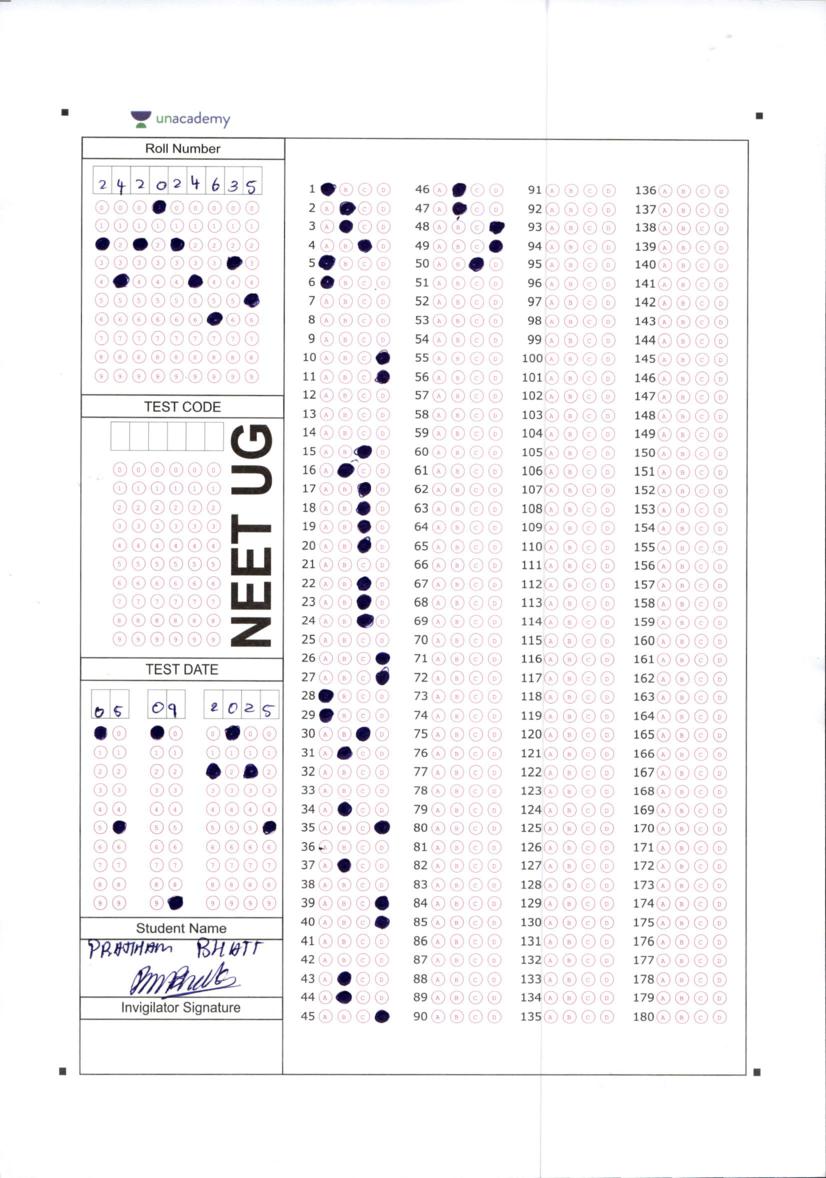 unacademy
Roll Number
2 4 2 0 2 4 6 3 5
TEST CODE
NEET UG
TEST DATE
05 09 2025
Student Name
PRATHAM BHATT
Invigilator Signature
1 A B C D 46 A B C D 91 A B C D 136 A B C D
2 A B C D 47 A B C D 92 A B C D 137 A B C D
3 A B C D 48 A B C D 93 A B C D 138 A B C D
4 A B C D 49 A B C D 94 A B C D 139 A B C D
5 A B C D 50 A B C D 95 A B C D 140 A B C D
6 A B C D 51 A B C D 96 A B C D 141 A B C D
7 A B C D 52 A B C D 97 A B C D 142 A B C D
8 A B C D 53 A B C D 98 A B C D 143 A B C D
9 A B C D 54 A B C D 99 A B C D 144 A B C D
10 A B C D 55 A B C D 100 A B C D 145 A B C D
11 A B C D 56 A B C D 101 A B C D 146 A B C D
12 A B C D 57 A B C D 102 A B C D 147 A B C D
13 A B C D 58 A B C D 103 A B C D 148 A B C D
14 A B C D 59 A B C D 104 A B C D 149 A B C D
15 A B C D 60 A B C D 105 A B C D 150 A B C D
16 A B C D 61 A B C D 106 A B C D 151 A B C D
17 A B C D 62 A B C D 107 A B C D 152 A B C D
18 A B C D 63 A B C D 108 A B C D 153 A B C D
19 A B C D 64 A B C D 109 A B C D 154 A B C D
20 A B C D 65 A B C D 110 A B C D 155 A B C D
21 A B C D 66 A B C D 111 A B C D 156 A B C D
22 A B C D 67 A B C D 112 A B C D 157 A B C D
23 A B C D 68 A B C D 113 A B C D 158 A B C D
24 A B C D 69 A B C D 114 A B C D 159 A B C D
25 A B C D 70 A B C D 115 A B C D 160 A B C D
26 A B C D 71 A B C D 116 A B C D 161 A B C D
27 A B C D 72 A B C D 117 A B C D 162 A B C D
28 A B C D 73 A B C D 118 A B C D 163 A B C D
29 A B C D 74 A B C D 119 A B C D 164 A B C D
30 A B C D 75 A B C D 120 A B C D 165 A B C D
31 A B C D 76 A B C D 121 A B C D 166 A B C D
32 A B C D 77 A B C D 122 A B C D 167 A B C D
33 A B C D 78 A B C D 123 A B C D 168 A B C D
34 A B C D 79 A B C D 124 A B C D 169 A B C D
35 A B C D 80 A B C D 125 A B C D 170 A B C D
36 A B C D 81 A B C D 126 A B C D 171 A B C D
37 A B C D 82 A B C D 127 A B C D 172 A B C D
38 A B C D 83 A B C D 128 A B C D 173 A B C D
39 A B C D 84 A B C D 129 A B C D 174 A B C D
40 A B C D 85 A B C D 130 A B C D 175 A B C D
41 A B C D 86 A B C D 131 A B C D 176 A B C D
42 A B C D 87 A B C D 132 A B C D 177 A B C D
43 A B C D 88 A B C D 133 A B C D 178 A B C D
44 A B C D 89 A B C D 134 A B C D 179 A B C D
45 A B C D 90 A B C D 135 A B C D 180 A B C D